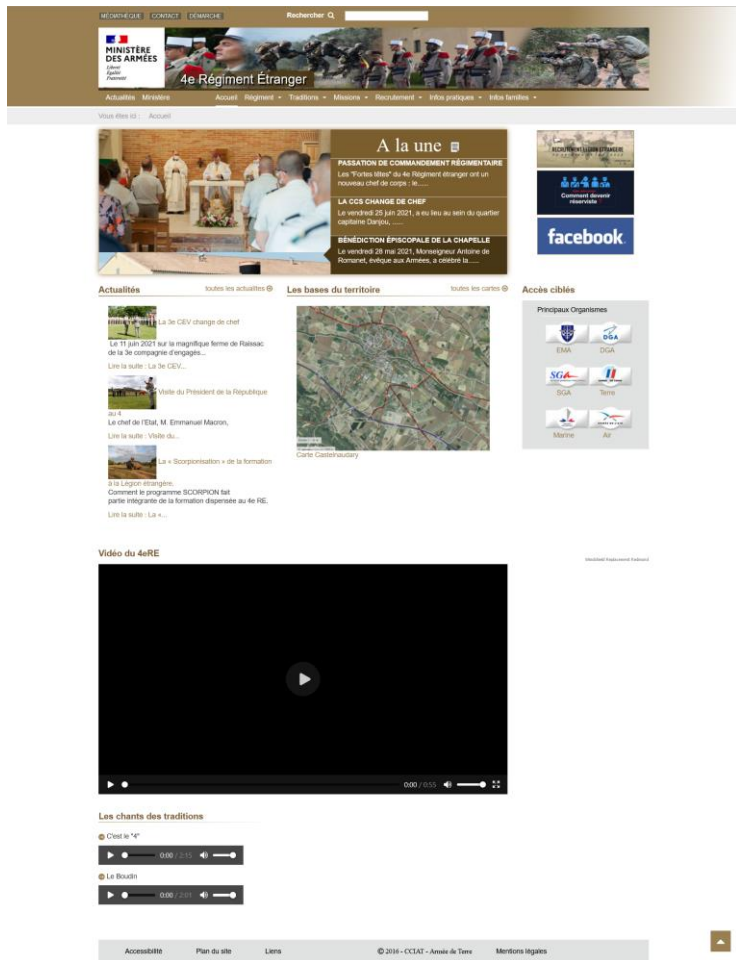 MÉDIATHÈQUE CONTACT DÉMARCHE Rechercher
MINISTÈRE
DES ARMÉES
Liberté
Égalité
Fraternité
4e Régiment Étranger
Actualités Ministère Accueil Régiment Traditions Missions Recrutement Infos pratiques Infos familles
Vous êtes ici : Accueil
A la une
PASSATION DE COMMANDEMENT RÉGIMENTAIRE
Les "Fortes têtes" du 4e Régiment étranger ont un
nouveau chef de corps : le......
LA CCS CHANGE DE CHEF
Le vendredi 25 juin 2021, a eu lieu au sein du quartier
capitaine Danjou, ......
BÉNÉDICTION ÉPISCOPALE DE LA CHAPELLE
Le vendredi 28 mai 2021, Monseigneur Antoine de
Romanet, évêque aux Armées, a célébré la......
RECRUTEMENT LÉGION ÉTRANGÈRE
Comment devenir
réserviste ?
facebook
Actualités toutes les actualites
La 3e CEV change de chef
Le 11 juin 2021 sur la magnifique ferme de Raissac
de la 3e compagnie d'engagés...
Lire la suite : La 3e CEV...
Visite du Président de la République
au 4
Le chef de l'Etat, M. Emmanuel Macron,
Lire la suite : Visite du...
La « Scorpionisation » de la formation
à la Légion étrangère.
Comment le programme SCORPION fait
partie intégrante de la formation dispensée au 4e RE.
Lire la suite : La «...
Les bases du territoire toutes les cartes
Carte Castelnaudary
Accès ciblés
Principaux Organismes
DGA
EMA DGA
SGA
SGA Terre
Marine Air
Vidéo du 4eRE
0:00 / 0:55
Les chants des traditions
C'est le "4"
0:00 / 2:15
Le Boudin
0:00 / 2:01
Accessibilité Plan du site Liens © 2016 - CCIAT - Armée de Terre Mentions légales